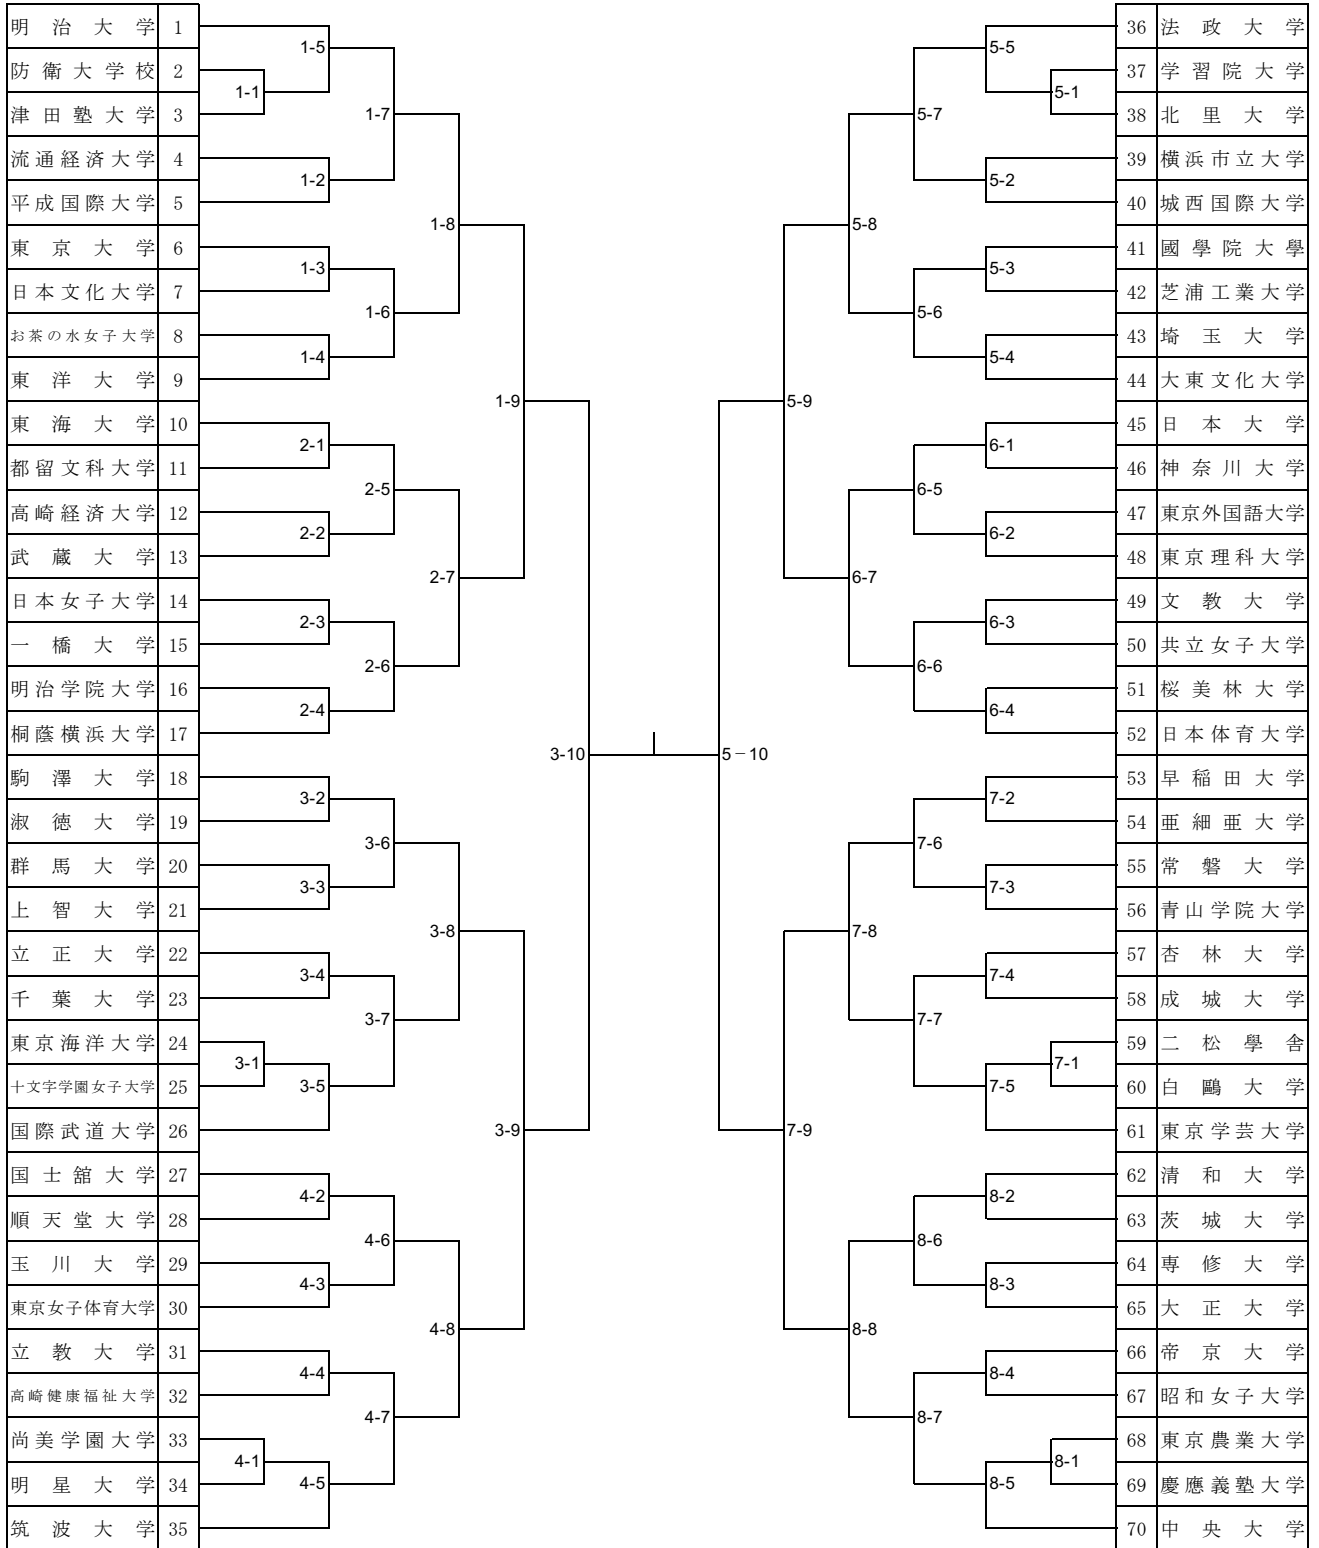 明治大学 1
防衛大学校 2
津田塾大学 3
流通経済大学 4
平成国際大学 5
東京大学 6
日本文化大学 7
お茶の水女子大学 8
東洋大学 9
東海大学 10
都留文科大学 11
高崎経済大学 12
武蔵大学 13
日本女子大学 14
一橋大学 15
明治学院大学 16
桐蔭横浜大学 17
駒澤大学 18
淑徳大学 19
群馬大学 20
上智大学 21
立正大学 22
千葉大学 23
東京海洋大学 24
十文字学園女子大学 25
国際武道大学 26
国士舘大学 27
順天堂大学 28
玉川大学 29
東京女子体育大学 30
立教大学 31
高崎健康福祉大学 32
尚美学園大学 33
明星大学 34
筑波大学 35
1-1
3-1
4-1
1-5
1-2
1-3
1-4
2-1
2-2
2-3
2-4
3-2
3-3
3-4
3-5
4-2
4-3
4-4
4-5
1-7
1-6
2-5
2-6
3-6
3-7
4-6
4-7
1-8
2-7
3-8
4-8
1-9
3-9
3-10
5－10
5-9
7-9
5-8
6-7
7-8
8-8
5-7
5-6
6-5
6-6
7-6
7-7
8-6
8-7
5-5
5-2
5-3
5-4
6-1
6-2
6-3
6-4
7-2
7-3
7-4
7-5
8-2
8-3
8-4
8-5
5-1
7-1
8-1
36 法政大学
37 学習院大学
38 北里大学
39 横浜市立大学
40 城西国際大学
41 國學院大學
42 芝浦工業大学
43 埼玉大学
44 大東文化大学
45 日本大学
46 神奈川大学
47 東京外国語大学
48 東京理科大学
49 文教大学
50 共立女子大学
51 桜美林大学
52 日本体育大学
53 早稲田大学
54 亜細亜大学
55 常磐大学
56 青山学院大学
57 杏林大学
58 成城大学
59 二松學舎
60 白鷗大学
61 東京学芸大学
62 清和大学
63 茨城大学
64 専修大学
65 大正大学
66 帝京大学
67 昭和女子大学
68 東京農業大学
69 慶應義塾大学
70 中央大学